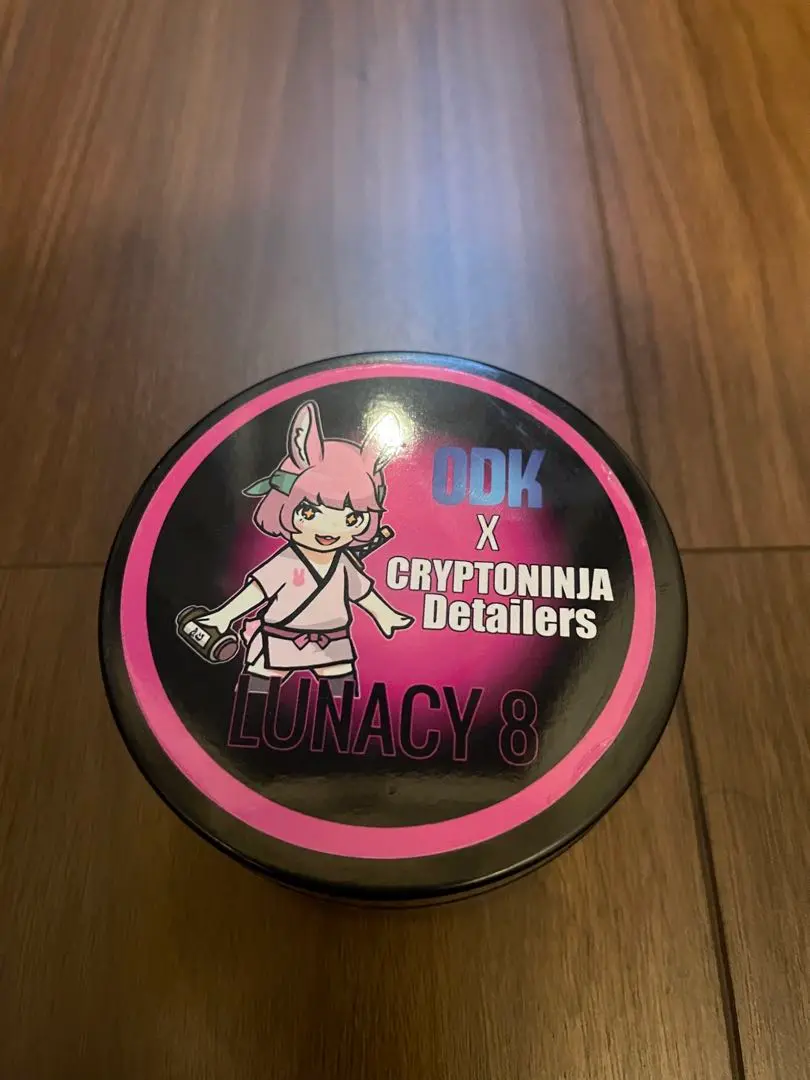 ODK
X
CRYPTONINJA
Detailers
LUNACY 8